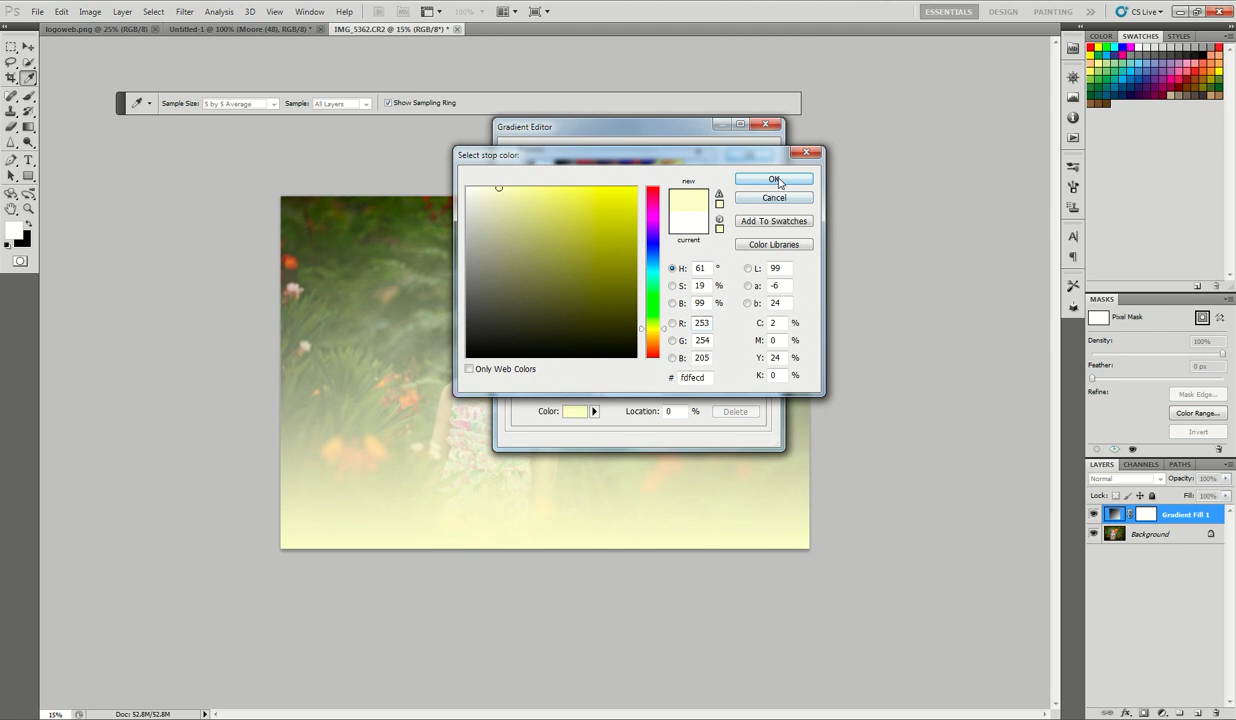 Ps File Edit Image Layer Select Filter Analysis 3D View Window Help 100% ESSENTIALS DESIGN PAINTING CS Live
logoweb.png @ 25% (RGB/8) Untitled-1 @ 100% (Moore (48), RGB/8) * IMG_5362.CR2 @ 15% (RGB/8*) *
COLOR SWATCHES STYLES
Sample Size: 5 by 5 Average Sample: All Layers Show Sampling Ring
Gradient Editor
Select stop color:
new
current
OK
Cancel
Add To Swatches
Color Libraries
H: 61 ° L: 99
S: 19 % a: -6
B: 99 % b: 24
R: 253 C: 2 %
G: 254 M: 0 %
B: 205 Y: 24 %
# fdfecd K: 0 %
Only Web Colors
Color: Location: 0 % Delete
MASKS
Pixel Mask
Density: 100%
Feather: 0 px
Refine: Mask Edge...
Color Range...
Invert
LAYERS CHANNELS PATHS
Normal Opacity: 100%
Lock: Fill: 100%
Gradient Fill 1
Background
15% Doc: 52.8M/52.8M